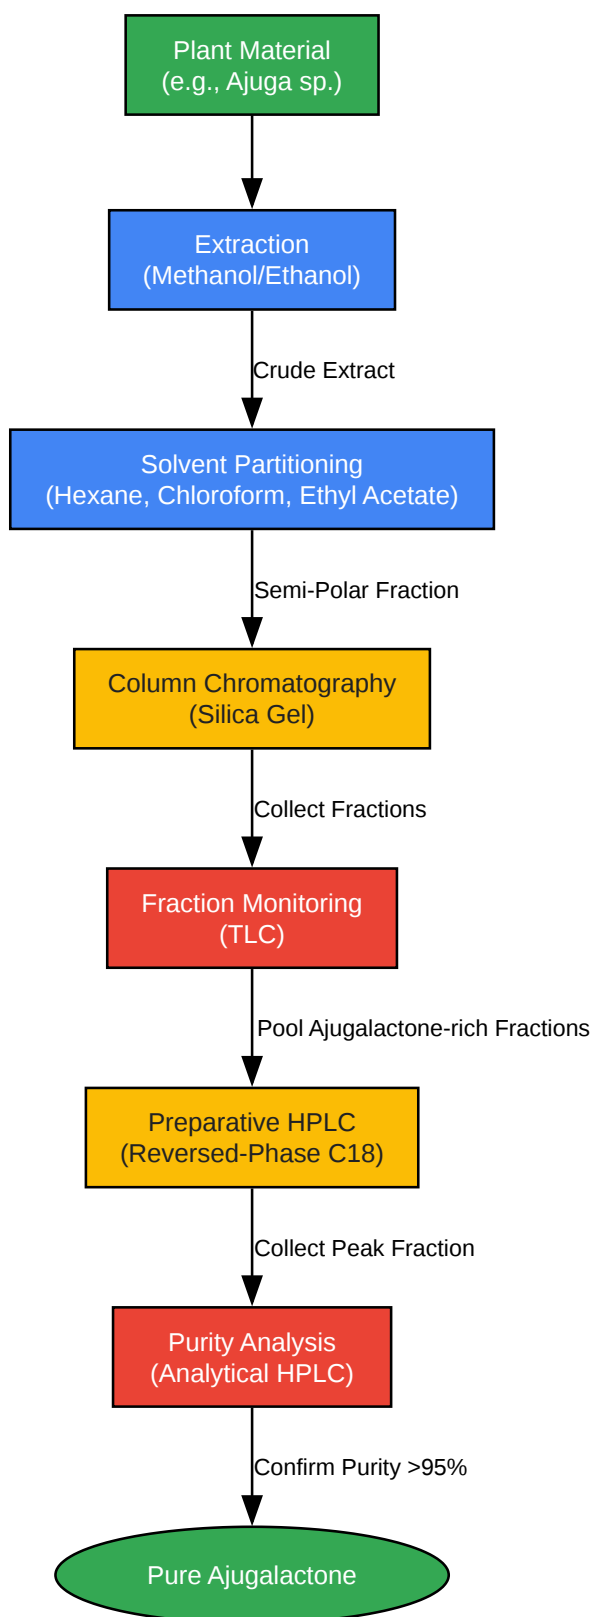 Plant Material
(e.g., Ajuga sp.)
Extraction
(Methanol/Ethanol)
Crude Extract
Solvent Partitioning
(Hexane, Chloroform, Ethyl Acetate)
Semi-Polar Fraction
Column Chromatography
(Silica Gel)
Collect Fractions
Fraction Monitoring
(TLC)
Pool Ajugalactone-rich Fractions
Preparative HPLC
(Reversed-Phase C18)
Collect Peak Fraction
Purity Analysis
(Analytical HPLC)
Confirm Purity >95%
Pure Ajugalactone